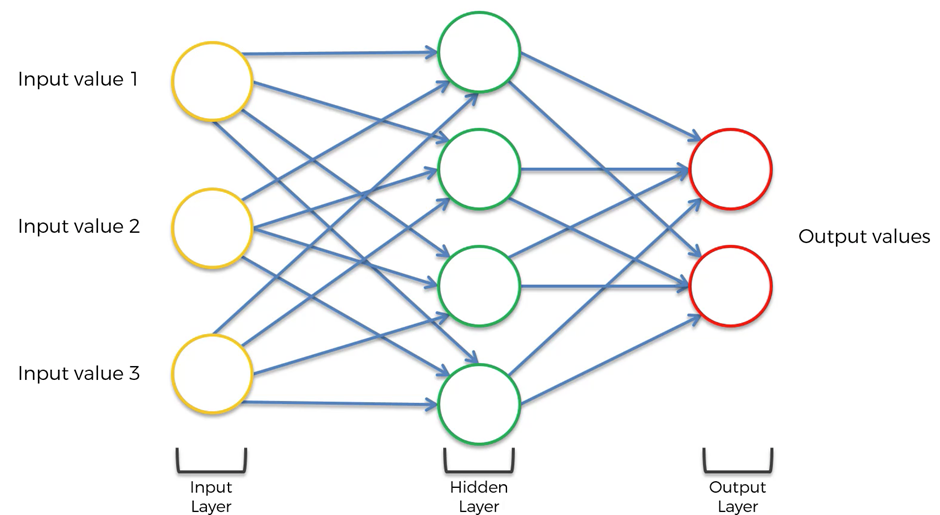 Input value 1
Input value 2
Output values
Input value 3
Input
Layer
Hidden
Layer
Output
Layer